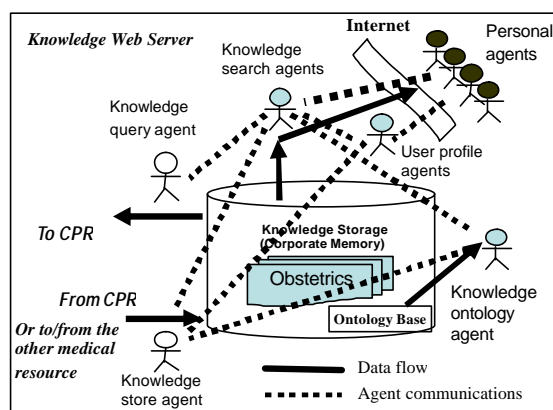 Knowledge Web Server
Internet
Personal
agents
Knowledge
search agents
Knowledge
query agent
User profile
agents
To CPR
Knowledge Storage
(Corporate Memory)
Obstetrics
From CPR
Or to/from the
other medical
resource
Ontology Base
Knowledge
ontology
agent
Knowledge
store agent
Data flow
Agent communications